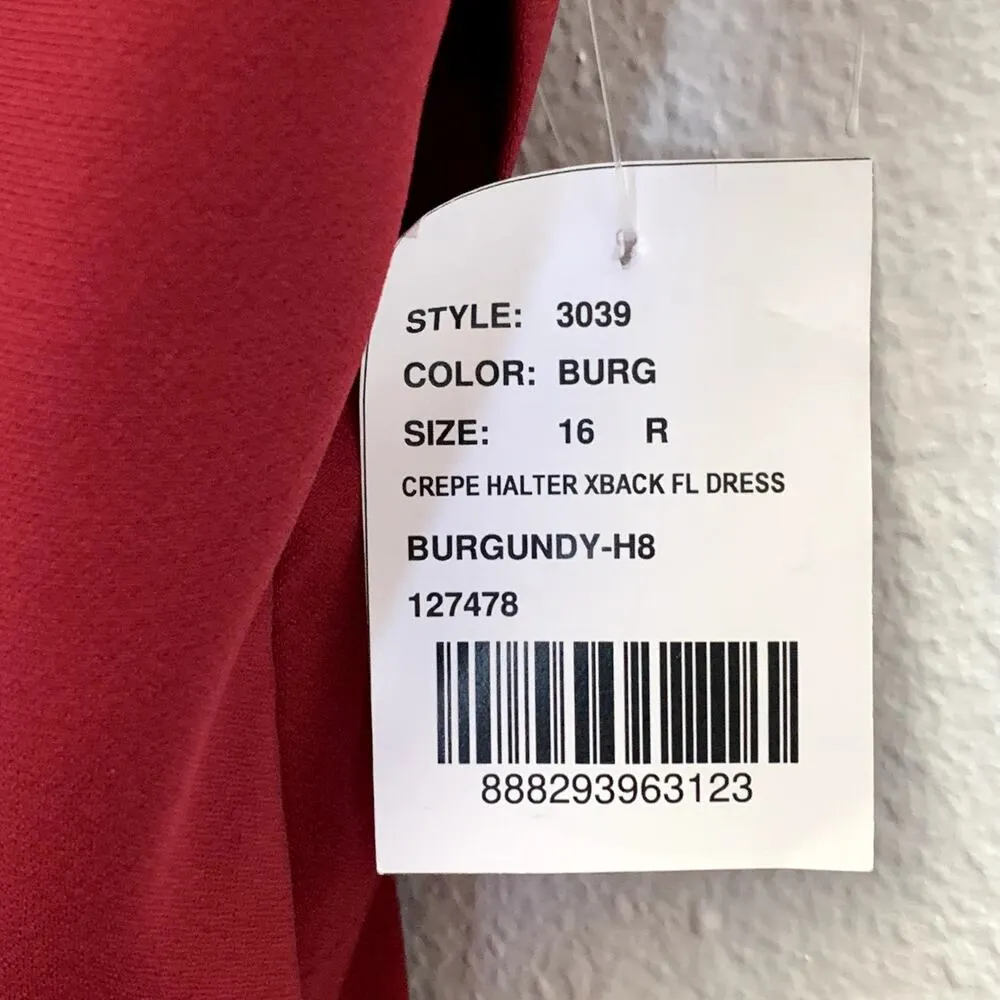 STYLE: 3039
COLOR: BURG
SIZE: 16 R
CREPE HALTER XBACK FL DRESS
BURGUNDY-H8
127478
888293963123